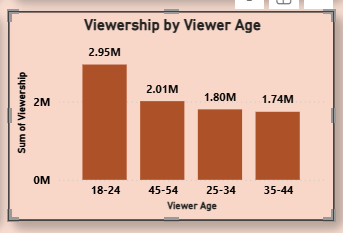 Viewership by Viewer Age
2.95M
2.01M
1.80M
1.74M
2M
0M
Sum of Viewership
18-24
45-54
25-34
35-44
Viewer Age